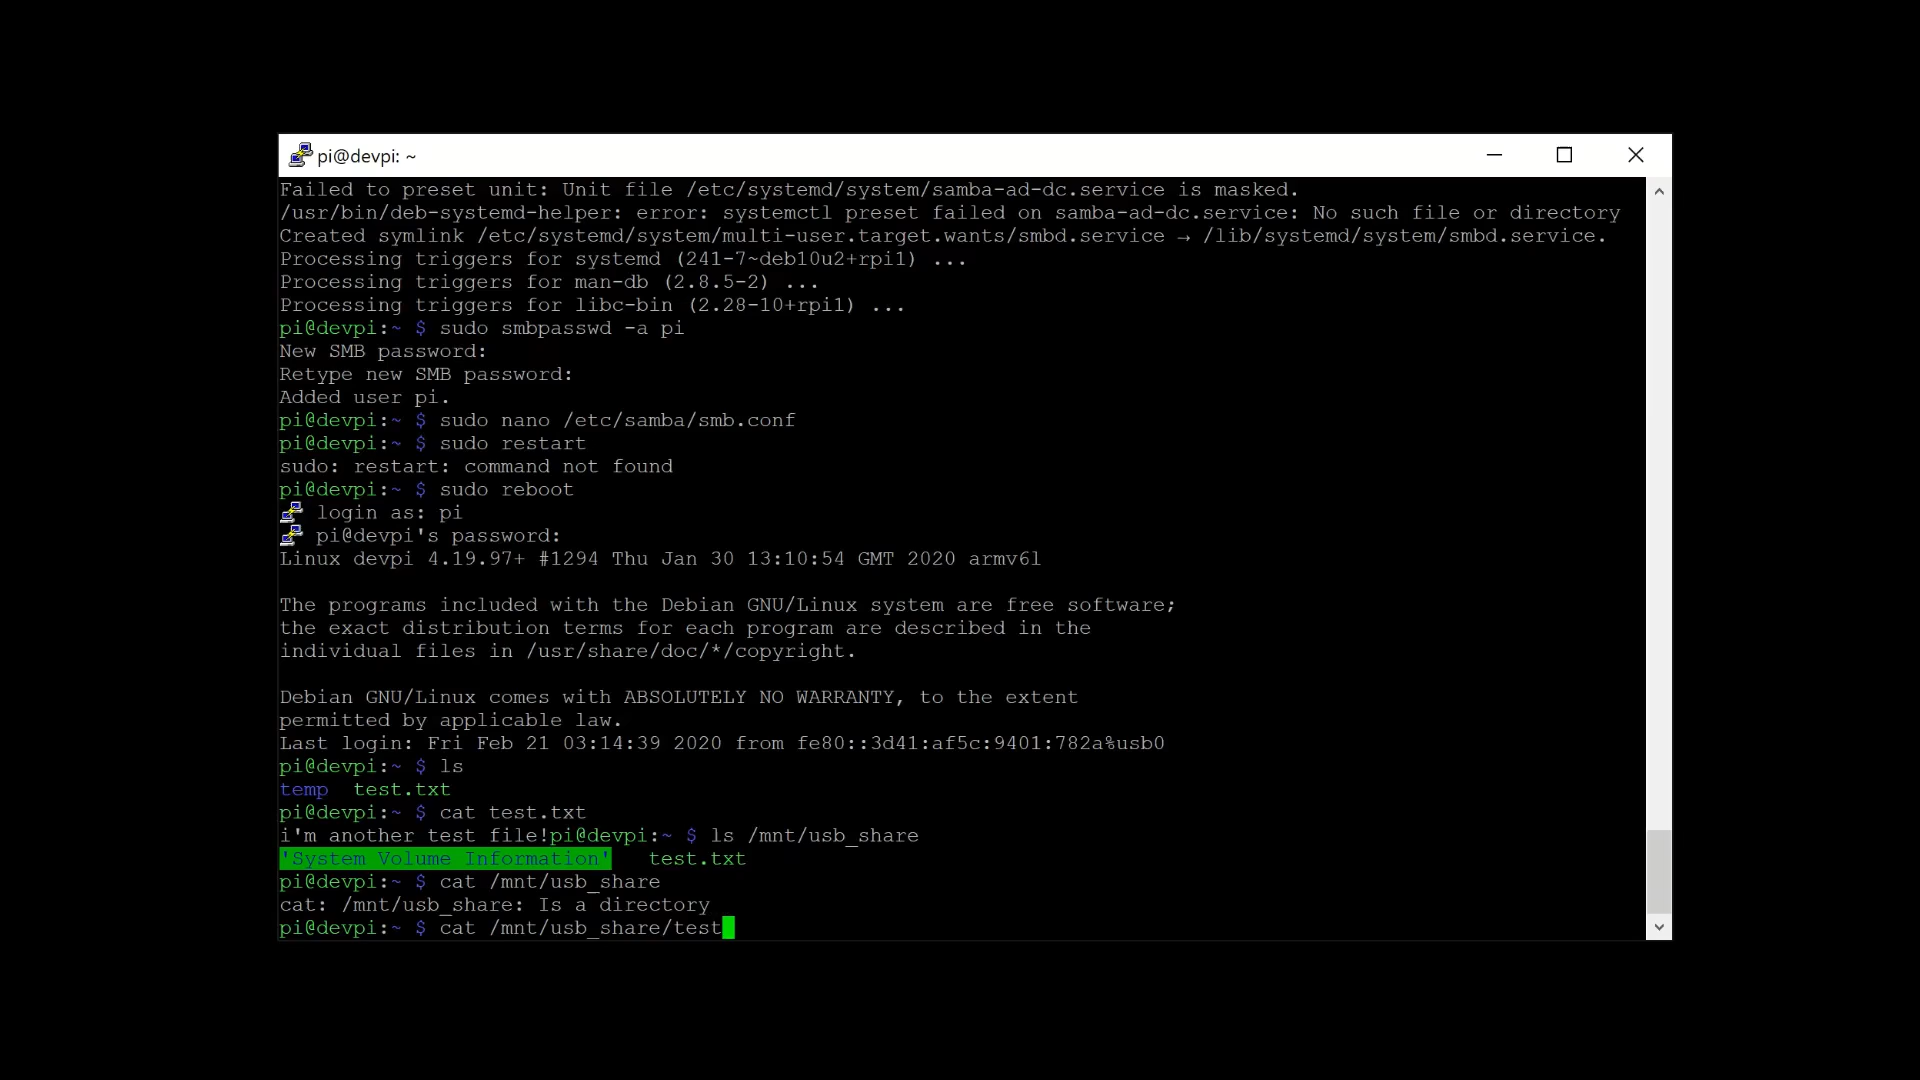 pi@devpi: ~
Failed to preset unit: Unit file /etc/systemd/system/samba-ad-dc.service is masked.
/usr/bin/deb-systemd-helper: error: systemctl preset failed on samba-ad-dc.service: No such file or directory
Created symlink /etc/systemd/system/multi-user.target.wants/smbd.service → /lib/systemd/system/smbd.service.
Processing triggers for systemd (241-7~deb10u2+rpi1) ...
Processing triggers for man-db (2.8.5-2) ...
Processing triggers for libc-bin (2.28-10+rpi1) ...
pi@devpi:~ $ sudo smbpasswd -a pi
New SMB password:
Retype new SMB password:
Added user pi.
pi@devpi:~ $ sudo nano /etc/samba/smb.conf
pi@devpi:~ $ sudo restart
sudo: restart: command not found
pi@devpi:~ $ sudo reboot
login as: pi
pi@devpi's password:
Linux devpi 4.19.97+ #1294 Thu Jan 30 13:10:54 GMT 2020 armv6l
The programs included with the Debian GNU/Linux system are free software;
the exact distribution terms for each program are described in the
individual files in /usr/share/doc/*/copyright.
Debian GNU/Linux comes with ABSOLUTELY NO WARRANTY, to the extent
permitted by applicable law.
Last login: Fri Feb 21 03:14:39 2020 from fe80::3d41:af5c:9401:782a%usb0
pi@devpi:~ $ ls
temp  test.txt
pi@devpi:~ $ cat test.txt
i'm another test file!pi@devpi:~ $ ls /mnt/usb_share
'System Volume Information'   test.txt
pi@devpi:~ $ cat /mnt/usb_share
cat: /mnt/usb_share: Is a directory
pi@devpi:~ $ cat /mnt/usb_share/test